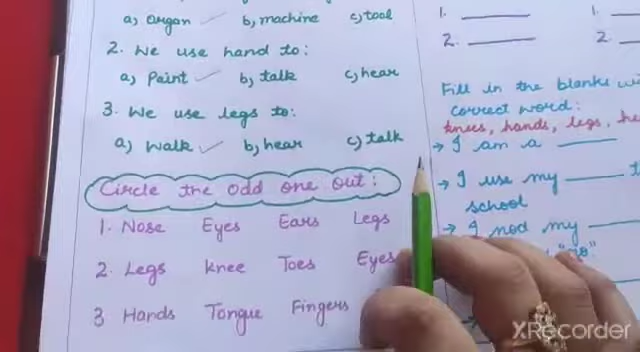 a) organ b) machine c) tool
2. We use hand to:
a) Paint b) talk c) hear
3. We use legs to:
a) walk b) hear c) talk
Circle the odd one out:
1. Nose Eyes Ears Legs
2. Legs knee Toes Eyes
3 Hands Tongue Fingers
1.
2.
1.
2.
Fill in the blanks
correct word:
knees, hands, legs,
→ I am a
→ I use my
school
→ I nod my
XRecorder